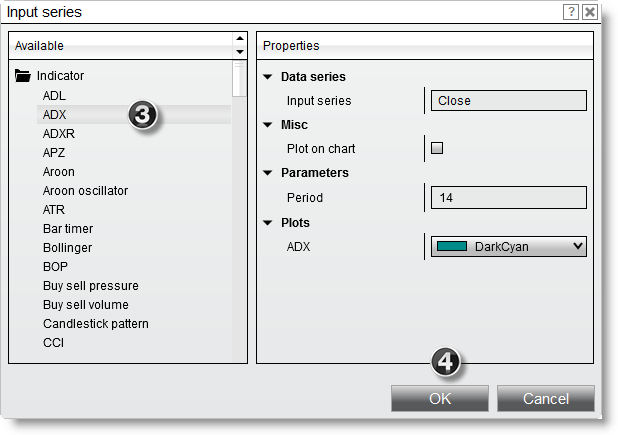 Input series
Available
Indicator
ADL
ADX
3
ADXR
APZ
Aroon
Aroon oscillator
ATR
Bar timer
Bollinger
BOP
Buy sell pressure
Buy sell volume
Candlestick pattern
CCI
Properties
Data series
Input series Close
Misc
Plot on chart
Parameters
Period 14
Plots
ADX DarkCyan
4
OK Cancel